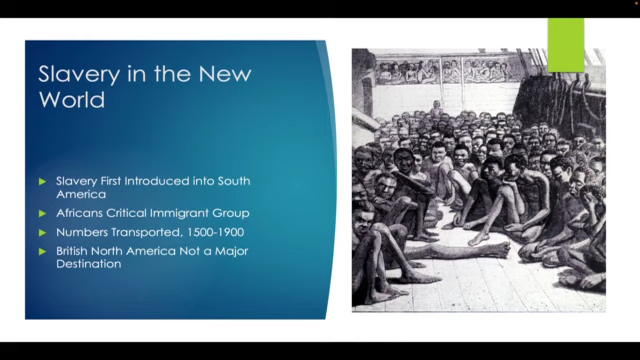 Slavery in the New
World
Slavery First Introduced into South
America
Africans Critical Immigrant Group
Numbers Transported, 1500-1900
British North America Not a Major
Destination